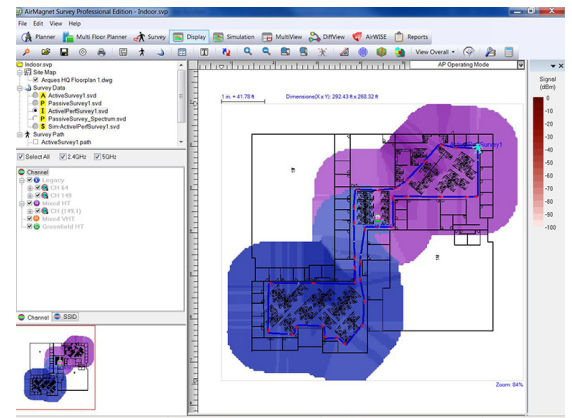 AirMagnet Survey Professional Edition - Indoor.svp
File Edit View Help
Planner Multi Floor Planner Survey Display Simulation MultiView DiffView AirWISE Reports
View Overall
Indoor.svp
Site Map
Arques HQ Floorplan 1.dwg
Survey Data
A ActiveSurvey1.svd
P PassiveSurvey1.svd
I Active/PerfSurvey1.svd
P PassiveSurvey_Spectrum.svd
S Sim-Active/PerfSurvey1.svd
Survey Path
ActiveSurvey1.path
Select All 2.4GHz 5GHz
Channel
Legacy
CH 64
CH 149
Mixed HT
CH (149,1)
Mixed VHT
Greenfield HT
Channel SSID
AP Operating Mode
1 in. = 41.78 ft Dimensions(X x Y): 292.43 ft x 268.32 ft
Zoom: 84%
Signal
(dBm)
0
-10
-20
-30
-40
-50
-60
-70
-80
-90
-100